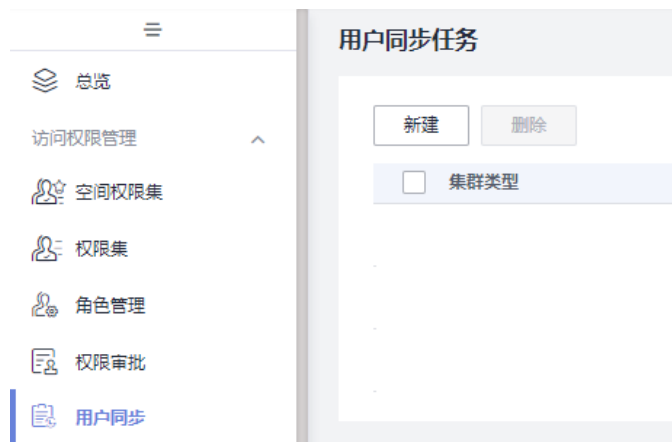 总览
访问权限管理
空间权限集
权限集
角色管理
权限审批
用户同步
用户同步任务
新建
删除
集群类型